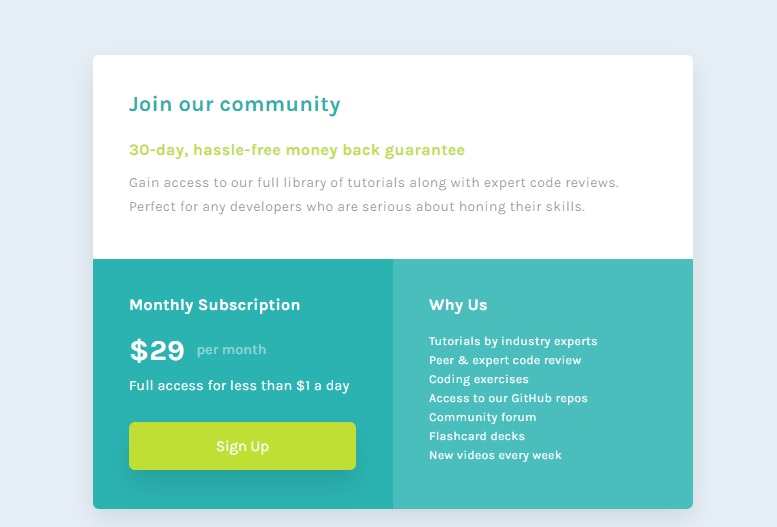 Join our community
30-day, hassle-free money back guarantee
Gain access to our full library of tutorials along with expert code reviews.
Perfect for any developers who are serious about honing their skills.
Monthly Subscription
$29 per month
Full access for less than $1 a day
Sign Up
Why Us
Tutorials by industry experts
Peer & expert code review
Coding exercises
Access to our GitHub repos
Community forum
Flashcard decks
New videos every week